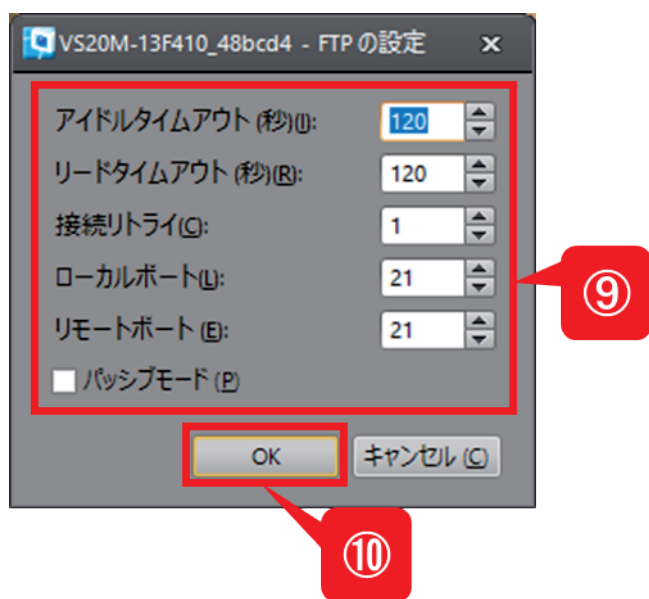 VS20M-13F410_48bcd4 - FTP の設定 x
アイドルタイムアウト (秒)(I): 120
リードタイムアウト (秒)(R): 120
接続リトライ(C): 1
ローカルポート(L): 21
リモートポート (E): 21
パッシブモード (P)
⑨
OK キャンセル (C)
⑩